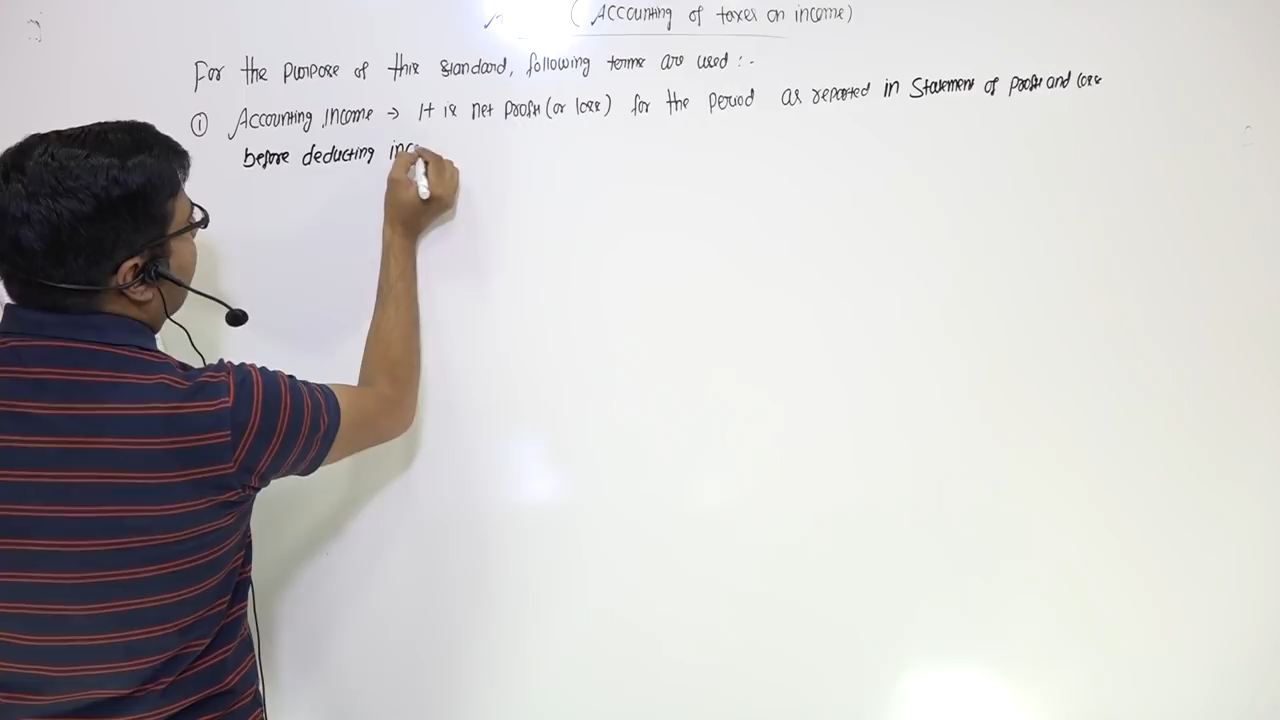 (Accounting of taxes on income)
For the purpose of this standard, following terms are used :-
① Accounting Income → It is net profit (or loss) for the period as reported in Statement of profit and loss
before deducting inco